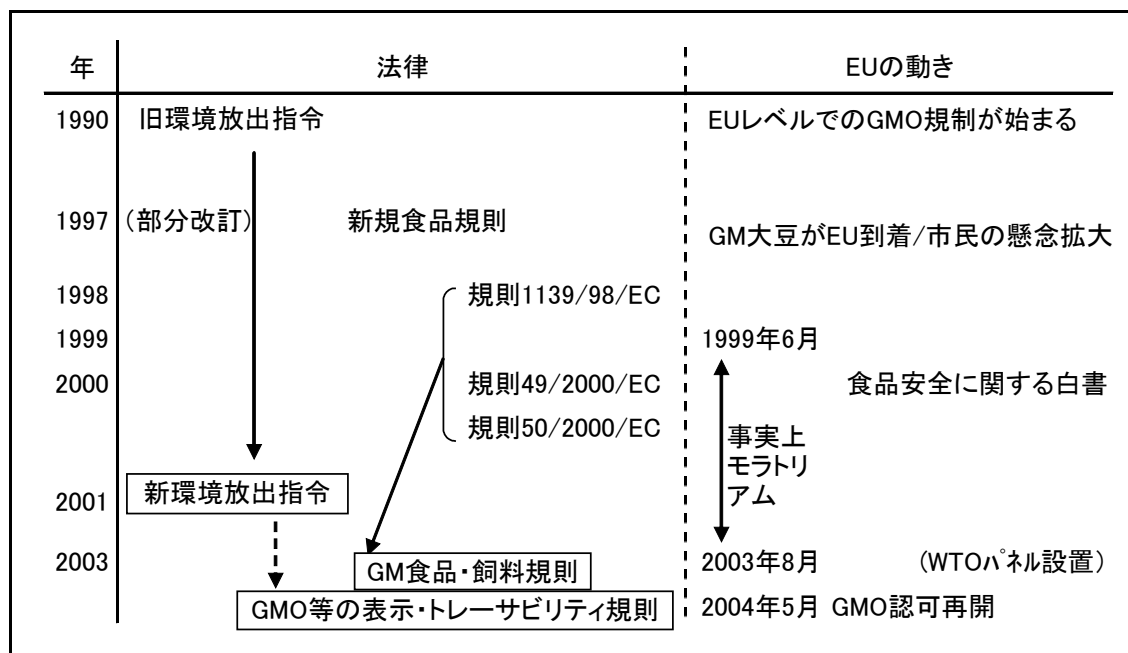 年 法律 EUの動き
1990 旧環境放出指令 EUレベルでのGMO規制が始まる
1997 （部分改訂） 新規食品規則
GM大豆がEU到着/市民の懸念拡大
1998 規則1139/98/EC
1999 1999年6月
2000 規則49/2000/EC 食品安全に関する白書
規則50/2000/EC
事実上
モラトリ
アム
2001 新環境放出指令
2003 GM食品・飼料規則 2003年8月 (WTOﾊﾟﾈﾙ設置)
GMO等の表示・トレーサビリティ規則 2004年5月 GMO認可再開